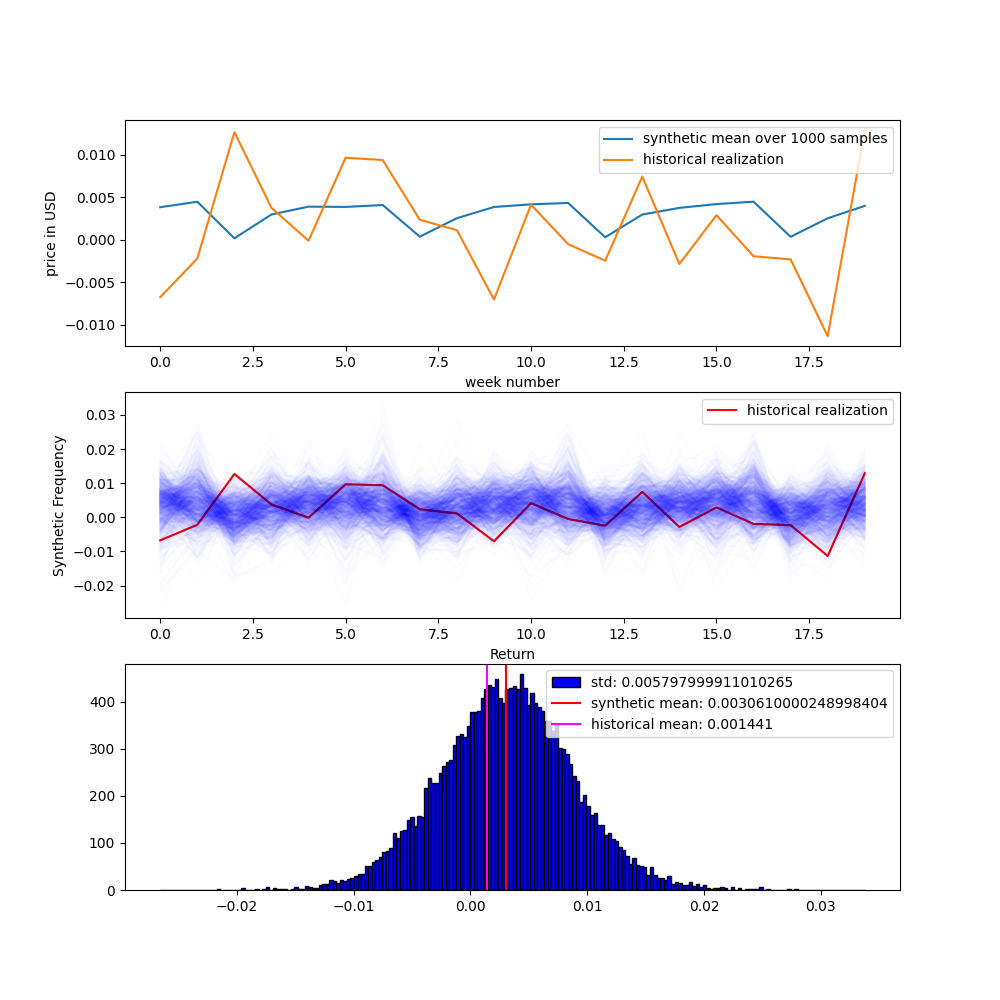 synthetic mean over 1000 samples
historical realization
price in USD
0.010
0.005
0.000
−0.005
−0.010
0.0 2.5 5.0 7.5 10.0 12.5 15.0 17.5
week number
historical realization
Synthetic Frequency
0.03
0.02
0.01
0.00
−0.01
−0.02
0.0 2.5 5.0 7.5 10.0 12.5 15.0 17.5
Return
std: 0.005797999911010265
synthetic mean: 0.0030610000248998404
historical mean: 0.001441
400
300
200
100
0
−0.02 −0.01 0.00 0.01 0.02 0.03